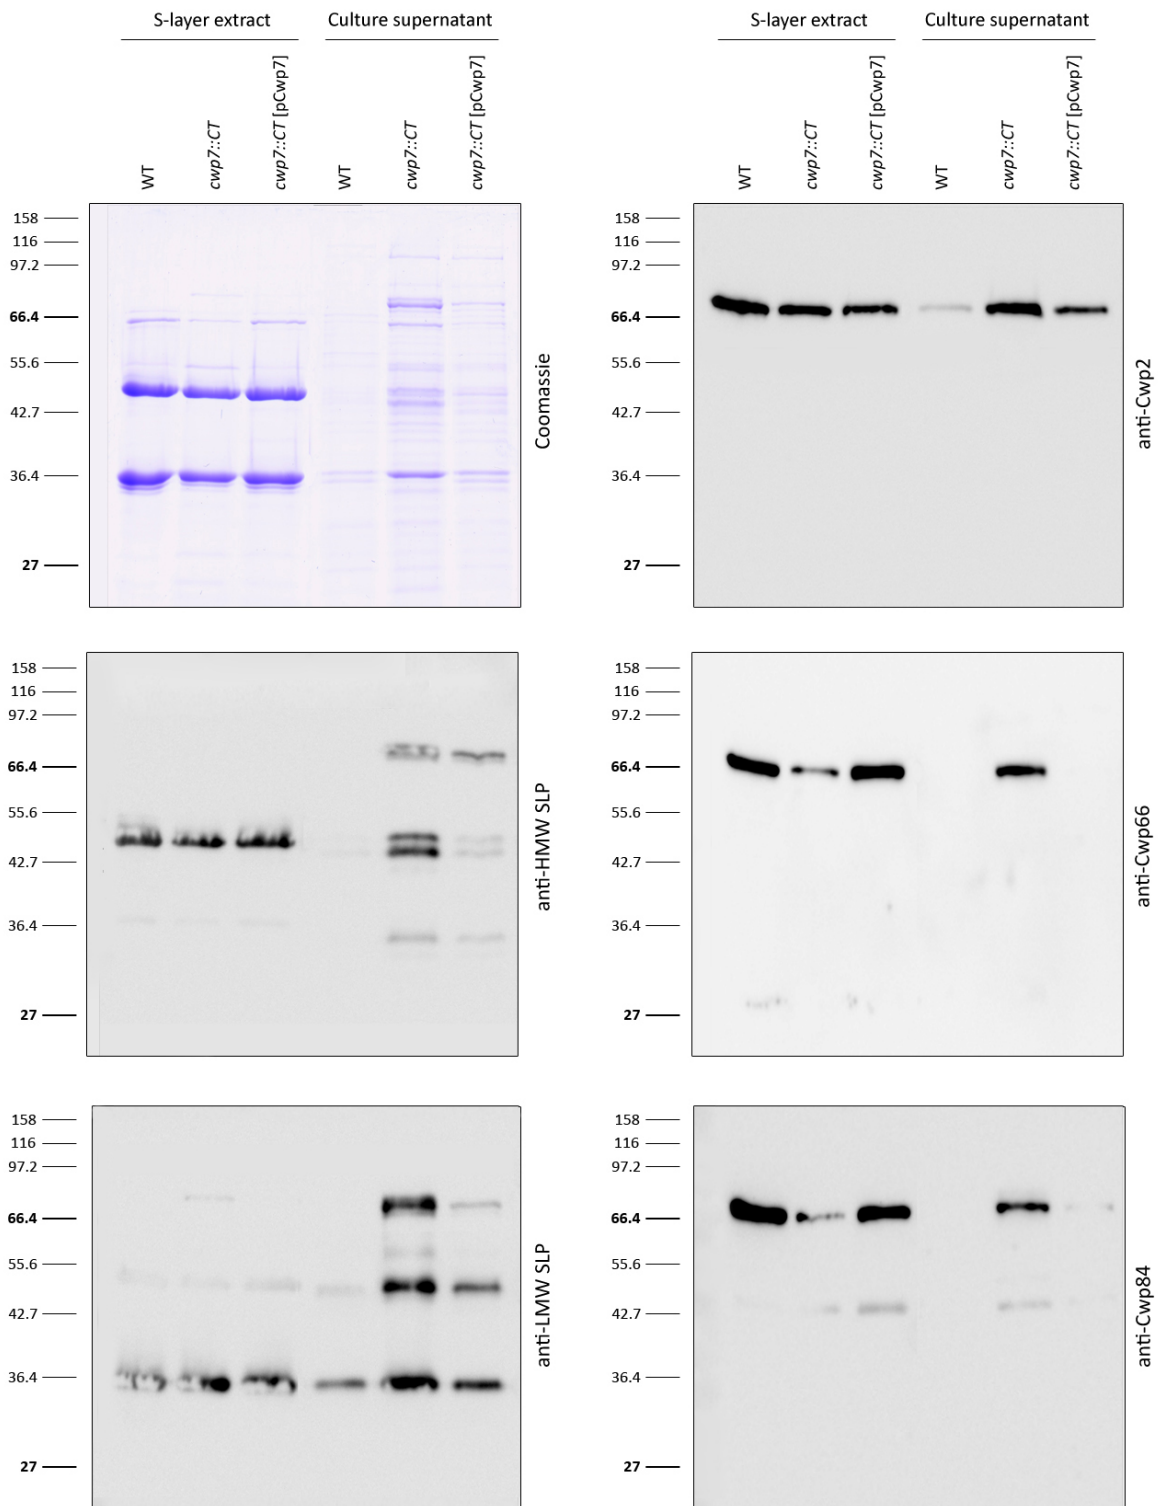 S-layer extract
Culture supernatant
WT
cwp7::CT
cwp7::CT [pCwp7]
WT
cwp7::CT
cwp7::CT [pCwp7]
158
116
97.2
66.4
55.6
42.7
36.4
27
Coomassie
S-layer extract
Culture supernatant
WT
cwp7::CT
cwp7::CT [pCwp7]
WT
cwp7::CT
cwp7::CT [pCwp7]
158
116
97.2
66.4
55.6
42.7
36.4
27
anti-Cwp2
158
116
97.2
66.4
55.6
42.7
36.4
27
anti-HMW SLP
158
116
97.2
66.4
55.6
42.7
36.4
27
anti-Cwp66
158
116
97.2
66.4
55.6
42.7
36.4
27
anti-LMW SLP
158
116
97.2
66.4
55.6
42.7
36.4
27
anti-Cwp84